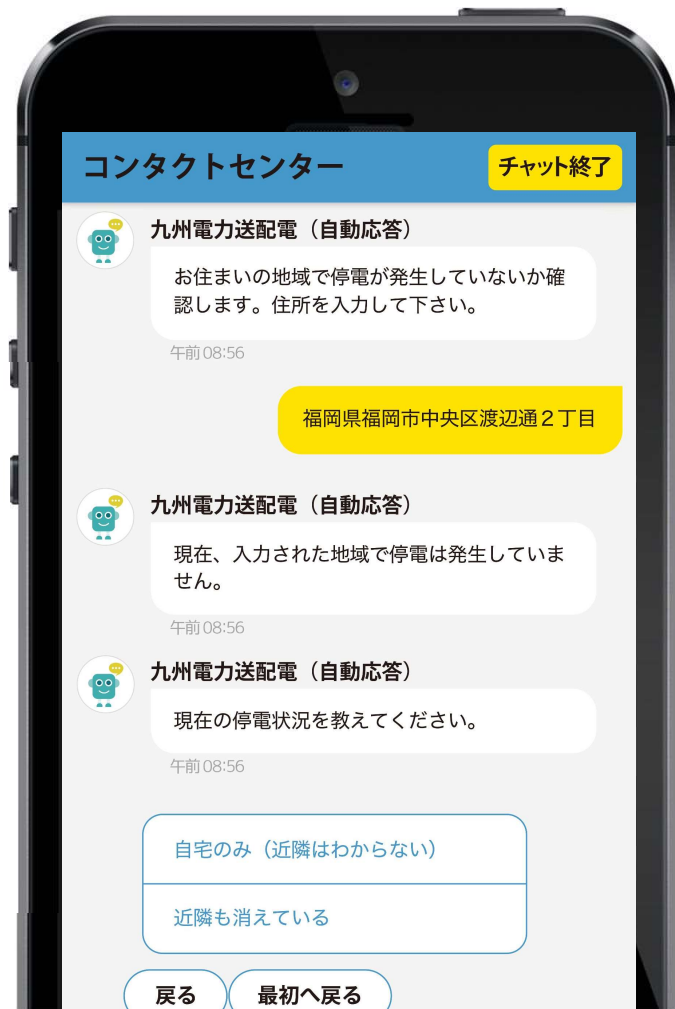 コンタクトセンター
チャット終了
九州電力送配電（自動応答）
お住まいの地域で停電が発生していないか確
認します。住所を入力して下さい。
午前 08:56
福岡県福岡市中央区渡辺通２丁目
九州電力送配電（自動応答）
現在、入力された地域で停電は発生していま
せん。
午前 08:56
九州電力送配電（自動応答）
現在の停電状況を教えてください。
午前 08:56
自宅のみ（近隣はわからない）
近隣も消えている
戻る
最初へ戻る